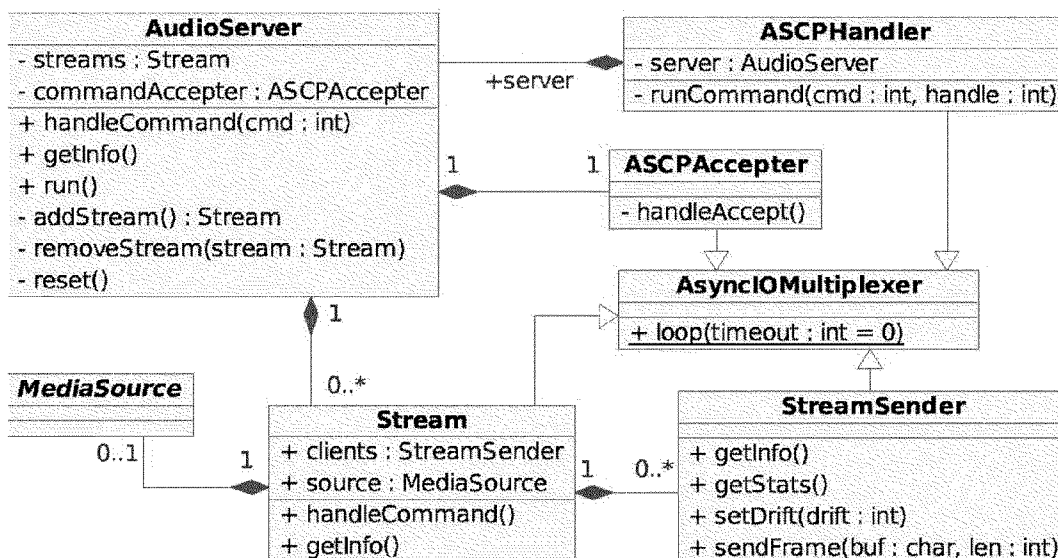 AudioServer
- streams : Stream
- commandAccepter : ASCPAccepter
+ handleCommand(cmd : int)
+ getInfo()
+ run()
- addStream() : Stream
- removeStream(stream : Stream)
- reset()
+server
ASCPHandler
- server : AudioServer
- runCommand(cmd : int, handle : int)
1
1
ASCPAccepter
- handleAccept()
AsyncIOMultiplexer
+ loop(timeout : int = 0)
1
0..*
MediaSource
0..1
1
Stream
+ clients : StreamSender
+ source : MediaSource
+ handleCommand()
+ getInfo()
1
0..*
StreamSender
+ getInfo()
+ getStats()
+ setDrift(drift : int)
+ sendFrame(buf : char, len : int)